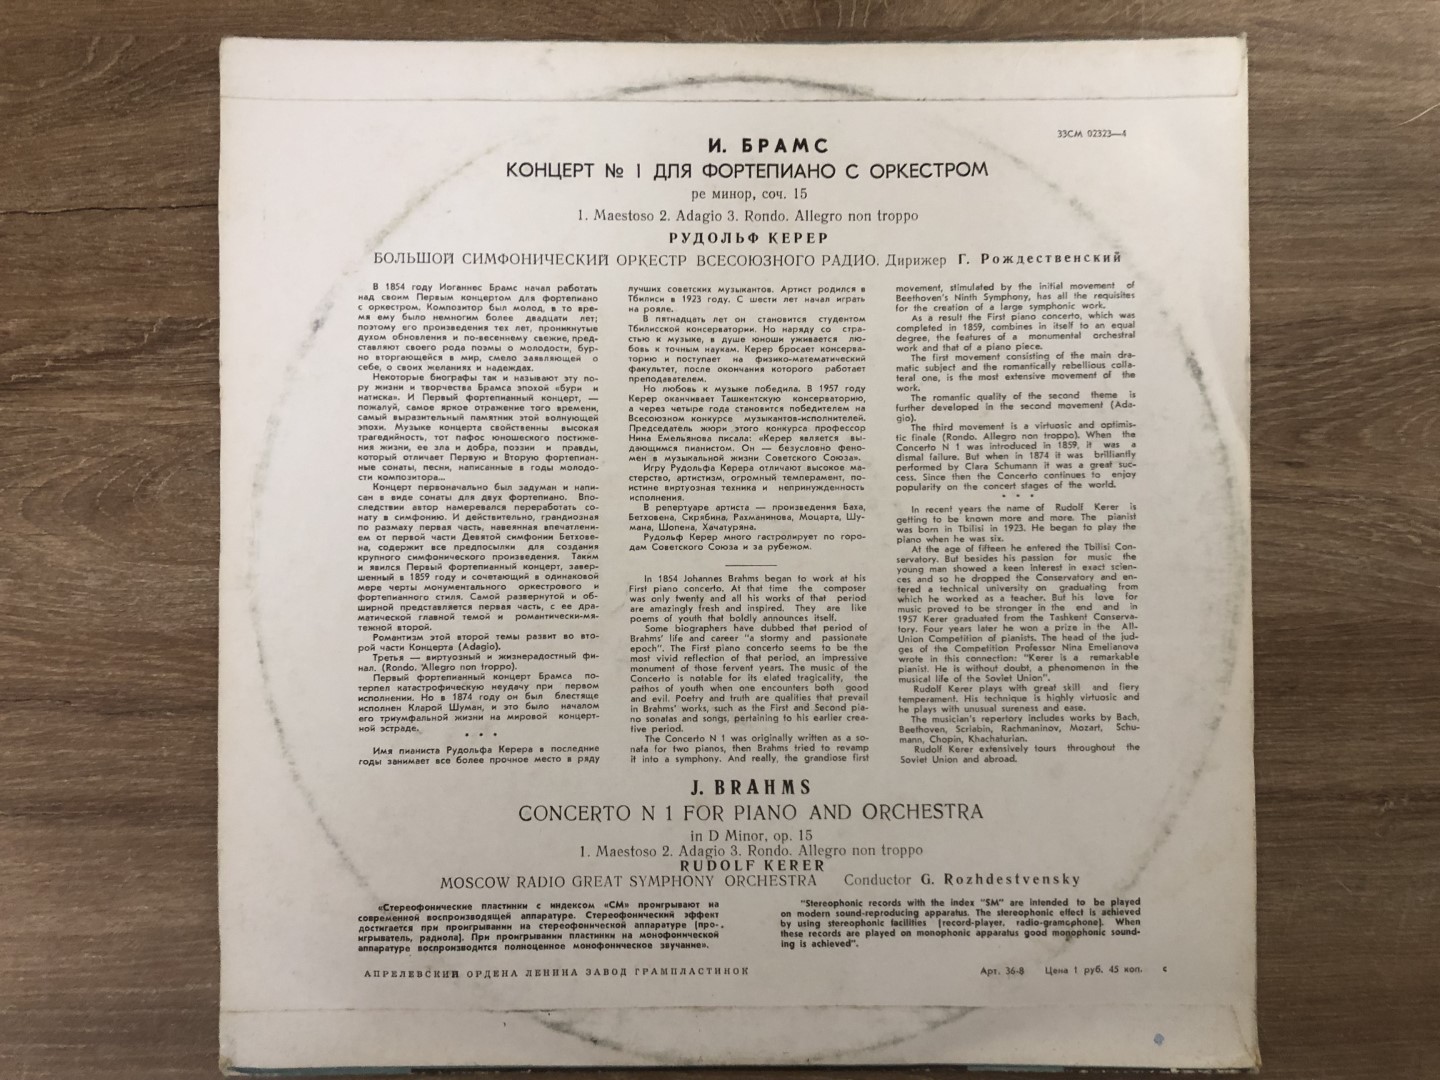 33СМ 02323—4
И. БРАМС
КОНЦЕРТ № 1 ДЛЯ ФОРТЕПИАНО С ОРКЕСТРОМ
ре минор, соч. 15
1. Maestoso 2. Adagio 3. Rondo. Allegro non troppo
РУДОЛЬФ КЕРЕР
БОЛЬШОЙ СИМФОНИЧЕСКИЙ ОРКЕСТР ВСЕСОЮЗНОГО РАДИО. Дирижер Г. Рождественский
В 1854 году Иоганнес Брамс начал работать
над своим Первым концертом для фортепиано
с оркестром. Композитор был молод, в то вре-
мя ему было немногим более двадцати лет;
поэтому его произведения тех лет, проникнутые
духом обновления и по-весеннему свежие, пред-
ставляют своего рода поэмы о молодости, бур-
но вторгающейся в мир, смело заявляющей о
себе, о своих желаниях и надеждах.
Некоторые биографы так и называют эту по-
ру жизни и творчества Брамса эпохой «бури и
натиска». И Первый фортепианный концерт, —
пожалуй, самое яркое отражение того времени,
самый выразительный памятник этой волнующей
эпохи. Музыке концерта свойственны высокая
трагедийность, тот пафос юношеского постиже-
ния жизни, ее зла и добра, поэзии и правды,
который отличает Первую и Вторую фортепиан-
ные сонаты, песни, написанные в годы молодо-
сти композитора...
Концерт первоначально был задуман и напи-
сан в виде сонаты для двух фортепиано. Впо-
следствии автор намеревался переработать со-
нату в симфонию. И действительно, грандиозная
по размаху первая часть, навеянная впечатлени-
ем от первой части Девятой симфонии Бетхове-
на, содержит все предпосылки для создания
крупного симфонического произведения. Таким
и явился Первый фортепианный концерт, завер-
шенный в 1859 году и сочетающий в одинаковой
мере черты монументального оркестрового и
фортепианного стиля. Самой развернутой и об-
ширной представляется первая часть, с ее дра-
матической главной темой и романтически-мя-
тежной второй.
Романтизм этой второй темы развит во вто-
рой части Концерта (Adagio).
Третья — виртуозный и жизнерадостный фи-
нал. (Rondo. Allegro non troppo).
Первый фортепианный концерт Брамса по-
терпел катастрофическую неудачу при первом
исполнении. Но в 1874 году он был блестяще
исполнен Кларой Шуман, и это было началом
его триумфальной жизни на мировой концерт-
ной эстраде.
* * *
Имя пианиста Рудольфа Керера в последние
годы занимает все более прочное место в ряду
лучших советских музыкантов. Артист родился в
Тбилиси в 1923 году. С шести лет начал играть
на рояле.
В пятнадцать лет он становится студентом
Тбилисской консерватории. Но наряду со стра-
стью к музыке, в душе юноши уживается лю-
бовь к точным наукам. Керер бросает консерва-
торию и поступает на физико-математический
факультет, после окончания которого работает
преподавателем.
Но любовь к музыке победила. В 1957 году
Керер оканчивает Ташкентскую консерваторию,
а через четыре года становится победителем на
Всесоюзном конкурсе музыкантов-исполнителей.
Председатель жюри этого конкурса профессор
Нина Емельянова писала: «Керер является вы-
дающимся пианистом. Он — безусловно фено-
мен в музыкальной жизни Советского Союза».
Игру Рудольфа Керера отличают высокое ма-
стерство, артистизм, огромный темперамент, по-
истине виртуозная техника и непринужденность
исполнения.
В репертуаре артиста — произведения Баха,
Бетховена, Скрябина, Рахманинова, Моцарта, Шу-
мана, Шопена, Хачатуряна.
Рудольф Керер много гастролирует по горо-
дам Советского Союза и за рубежом.
In 1854 Johannes Brahms began to work at his
First piano concerto. At that time the composer
was only twenty and all his works of that period
are amazingly fresh and inspired. They are like
poems of youth that boldly announces itself.
Some biographers have dubbed that period of
Brahms' life and career "a stormy and passionate
epoch". The First piano concerto seems to be the
most vivid reflection of that period, an impressive
monument of those fervent years. The music of the
Concerto is notable for its elated tragicality, the
pathos of youth when one encounters both good
and evil. Poetry and truth are qualities that prevail
in Brahms' works, such as the First and Second pia-
no sonatas and songs, pertaining to his earlier crea-
tive period.
The Concerto N 1 was originally written as a so-
nata for two pianos, then Brahms tried to revamp
it into a symphony. And really, the grandiose first
movement, stimulated by the initial movement of
Beethoven's Ninth Symphony, has all the requisites
for the creation of a large symphonic work.
As a result the First piano concerto, which was
completed in 1859, combines in itself to an equal
degree, the features of a monumental orchestral
work and that of a piano piece.
The first movement consisting of the main dra-
matic subject and the romantically rebellious colla-
teral one, is the most extensive movement of the
work.
The romantic quality of the second theme is
further developed in the second movement (Ada-
gio).
The third movement is a virtuosic and optimis-
tic finale (Rondo. Allegro non troppo). When the
Concerto N 1 was introduced in 1859, it was a
dismal failure. But when in 1874 it was brilliantly
performed by Clara Schumann it was a great suc-
cess. Since then the Concerto continues to enjoy
popularity on the concert stages of the world.
* * *
In recent years the name of Rudolf Kerer is
getting to be known more and more. The pianist
was born in Tbilisi in 1923. He began to play the
piano when he was six.
At the age of fifteen he entered the Tbilisi Con-
servatory. But besides his passion for music the
young man showed a keen interest in exact scien-
ces and so he dropped the Conservatory and en-
tered a technical university on graduating from
which he worked as a teacher. But his love for
music proved to be stronger in the end and in
1957 Kerer graduated from the Tashkent Conserva-
tory. Four years later he won a prize in the All-
Union Competition of pianists. The head of the jud-
ges of the Competition Professor Nina Emelianova
wrote in this connection: "Kerer is a remarkable
pianist. He is without doubt, a phenomenon in the
musical life of the Soviet Union".
Rudolf Kerer plays with great skill and fiery
temperament. His technique is highly virtuosic and
he plays with unusual sureness and ease.
The musician's repertory includes works by Bach,
Beethoven, Scriabin, Rachmaninov, Mozart, Schu-
mann, Chopin, Khachaturian.
Rudolf Kerer extensively tours throughout the
Soviet Union and abroad.
J. BRAHMS
CONCERTO N 1 FOR PIANO AND ORCHESTRA
in D Minor, op. 15
1. Maestoso 2. Adagio 3. Rondo. Allegro non troppo
RUDOLF KERER
MOSCOW RADIO GREAT SYMPHONY ORCHESTRA Conductor G. Rozhdestvensky
«Стереофонические пластинки с индексом «СМ» проигрывают на
современной воспроизводящей аппаратуре. Стереофонический эффект
достигается при проигрывании на стереофонической аппаратуре (про-
игрыватель, радиола). При проигрывании пластинки на монофонической
аппаратуре воспроизводится полноценное монофоническое звучание».
"Stereophonic records with the index "SM" are intended to be played
on modern sound-reproducing apparatus. The stereophonic effect is achieved
by using stereophonic facilities (record-player, radio-gramophone). When
these records are played on monophonic apparatus good monophonic sound-
ing is achieved".
АПРЕЛЕВСКИЙ ОРДЕНА ЛЕНИНА ЗАВОД ГРАМПЛАСТИНОК
Арт. 36-8 Цена 1 руб. 45 коп. с